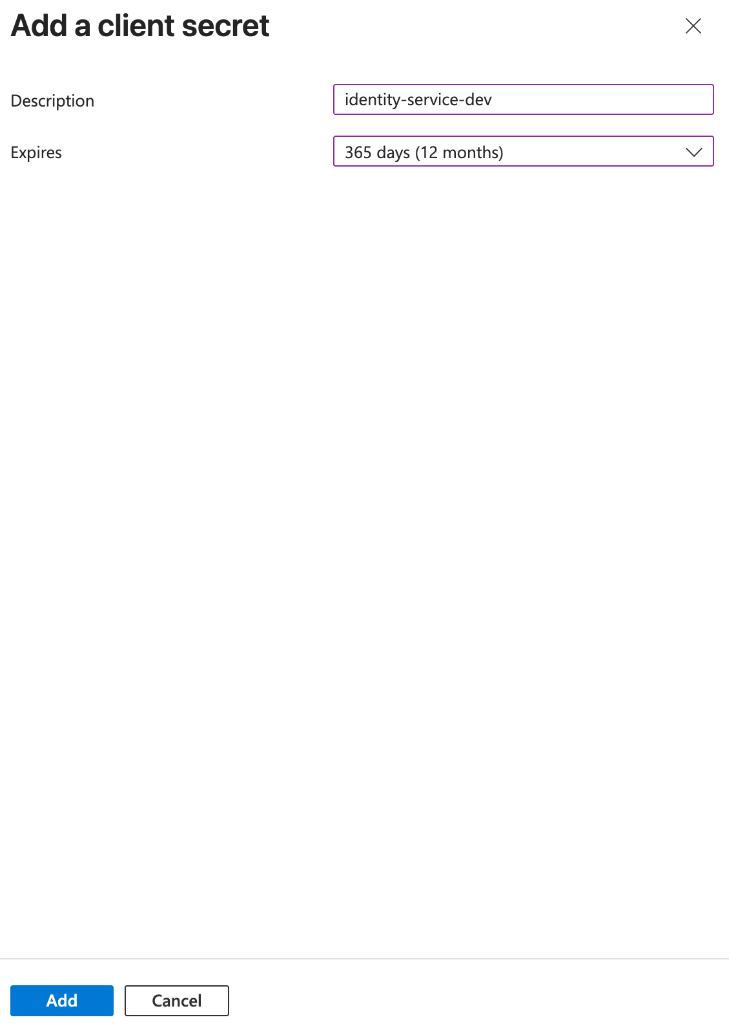 Add a client secret
Description
identity-service-dev
Expires
365 days (12 months)
Add
Cancel